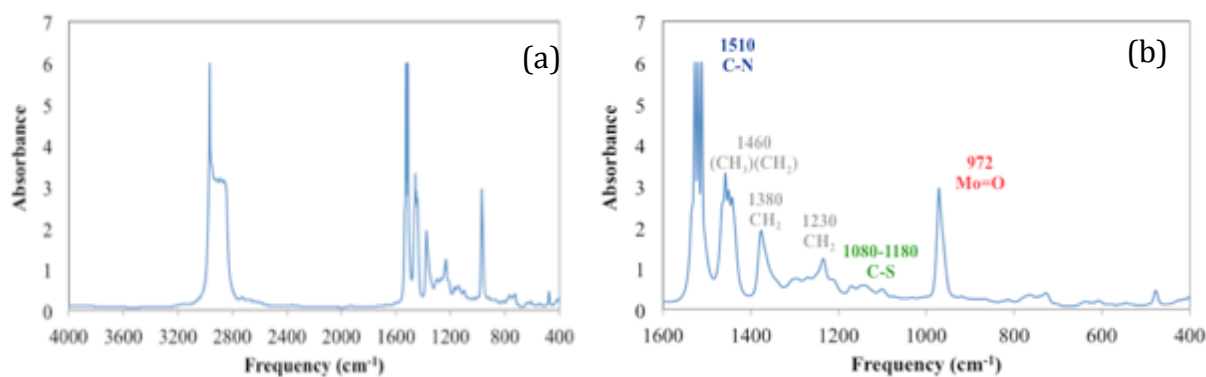 7
6
5
4
3
2
1
0
Absorbance
(a)
4000 3600 3200 2800 2400 2000 1600 1200 800 400
Frequency (cm⁻¹)
7
6
5
4
3
2
1
0
Absorbance
(b)
1510
C-N
1460
(CH₃)(CH₂)
1380
CH₂
1230
CH₂
1080-1180
C-S
972
Mo=O
1600 1400 1200 1000 800 600 400
Frequency (cm⁻¹)